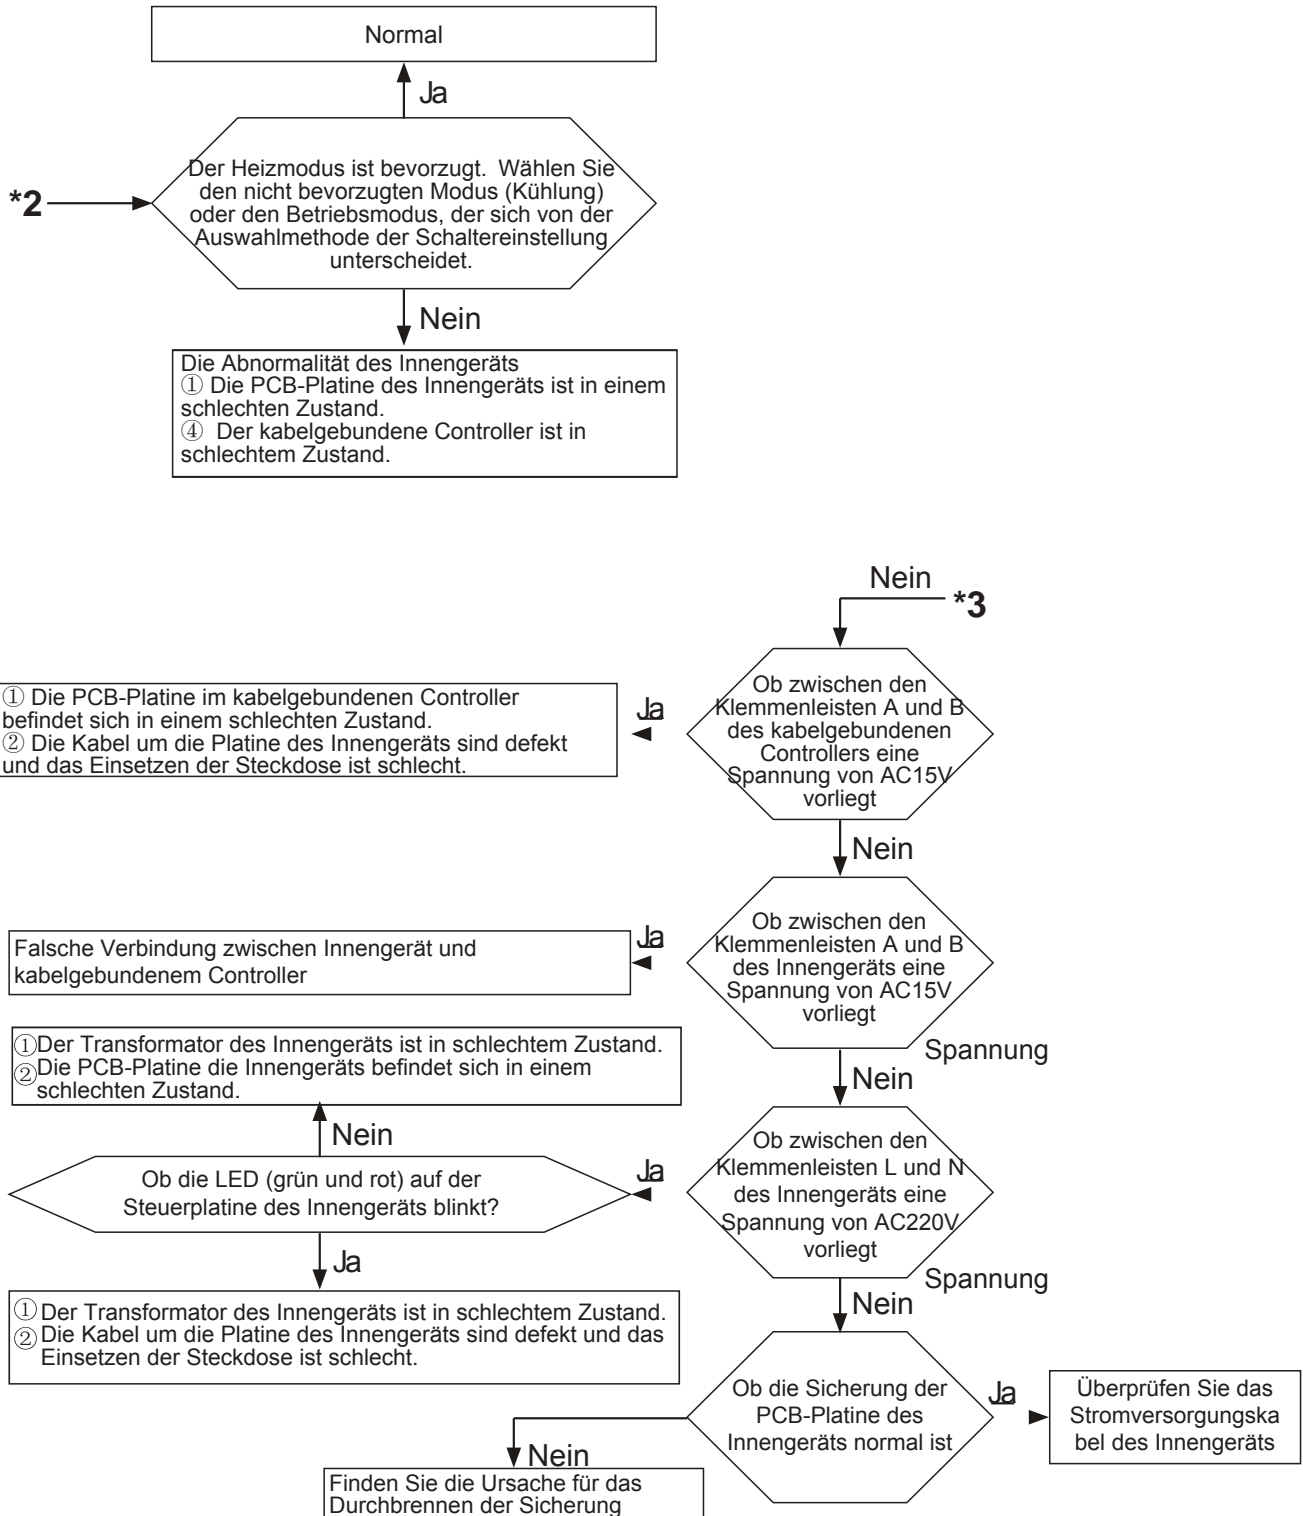 Normal
Ja
*2
Der Heizmodus ist bevorzugt. Wählen Sie
den nicht bevorzugten Modus (Kühlung)
oder den Betriebsmodus, der sich von der
Auswahlmethode der Schaltereinstellung
unterscheidet.
Nein
Die Abnormalität des Innengeräts
① Die PCB-Platine des Innengeräts ist in einem
schlechten Zustand.
④ Der kabelgebundene Controller ist in
schlechtem Zustand.
Nein
*3
Ob zwischen den
Klemmenleisten A und B
des kabelgebundenen
Controllers eine
Spannung von AC15V
vorliegt
Ja
① Die PCB-Platine im kabelgebundenen Controller
befindet sich in einem schlechten Zustand.
② Die Kabel um die Platine des Innengeräts sind defekt
und das Einsetzen der Steckdose ist schlecht.
Nein
Ob zwischen den
Klemmenleisten A und B
des Innengeräts eine
Spannung von AC15V
vorliegt
Ja
Falsche Verbindung zwischen Innengerät und
kabelgebundenem Controller
Spannung
Nein
① Der Transformator des Innengeräts ist in schlechtem Zustand.
② Die PCB-Platine die Innengeräts befindet sich in einem
schlechten Zustand.
Nein
Ob zwischen den
Klemmenleisten L und N
des Innengeräts eine
Spannung von AC220V
vorliegt
Ja
Ob die LED (grün und rot) auf der
Steuerplatine des Innengeräts blinkt?
Ja
Spannung
Nein
① Der Transformator des Innengeräts ist in schlechtem Zustand.
② Die Kabel um die Platine des Innengeräts sind defekt und das
Einsetzen der Steckdose ist schlecht.
Ob die Sicherung der
PCB-Platine des
Innengeräts normal ist
Ja
Überprüfen Sie das
Stromversorgungska
bel des Innengeräts
Nein
Finden Sie die Ursache für das
Durchbrennen der Sicherung